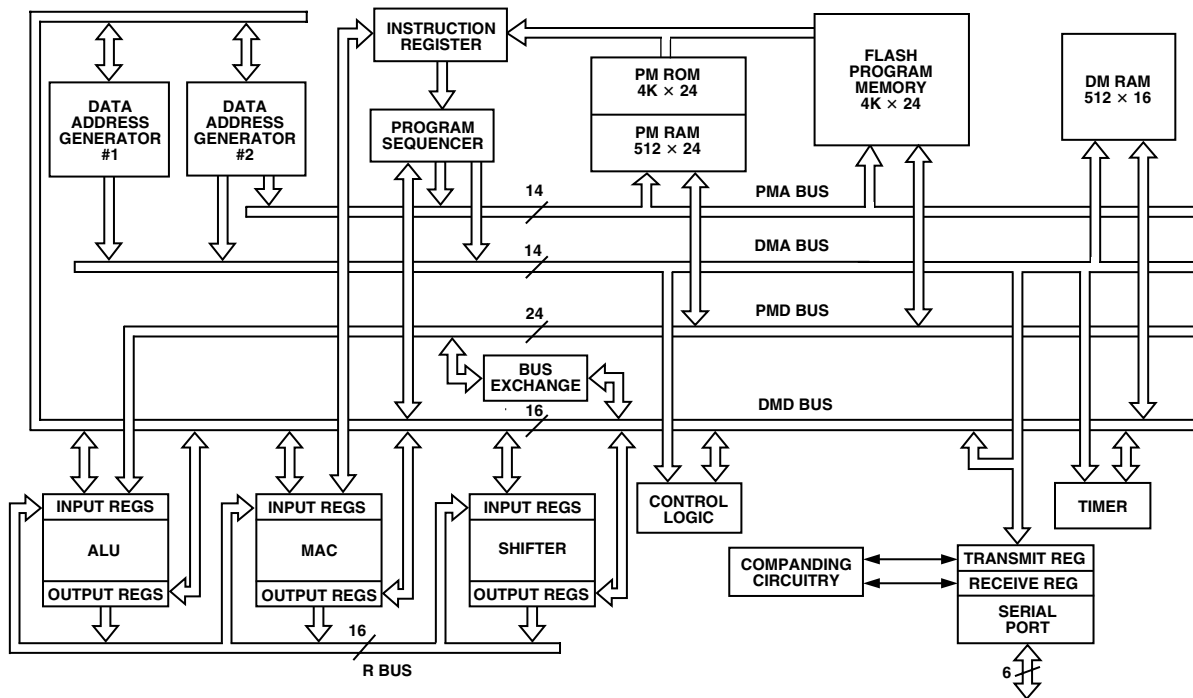 INSTRUCTION
REGISTER
FLASH
PROGRAM
MEMORY
4K × 24
PM ROM
4K × 24
DM RAM
512 × 16
DATA
ADDRESS
GENERATOR
#1
DATA
ADDRESS
GENERATOR
#2
PROGRAM
SEQUENCER
PM RAM
512 × 24
14
PMA BUS
14
DMA BUS
24
PMD BUS
BUS
EXCHANGE
16
DMD BUS
INPUT REGS
ALU
OUTPUT REGS
INPUT REGS
MAC
OUTPUT REGS
INPUT REGS
SHIFTER
OUTPUT REGS
CONTROL
LOGIC
TIMER
COMPANDING
CIRCUITRY
TRANSMIT REG
RECEIVE REG
SERIAL
PORT
16
R BUS
6